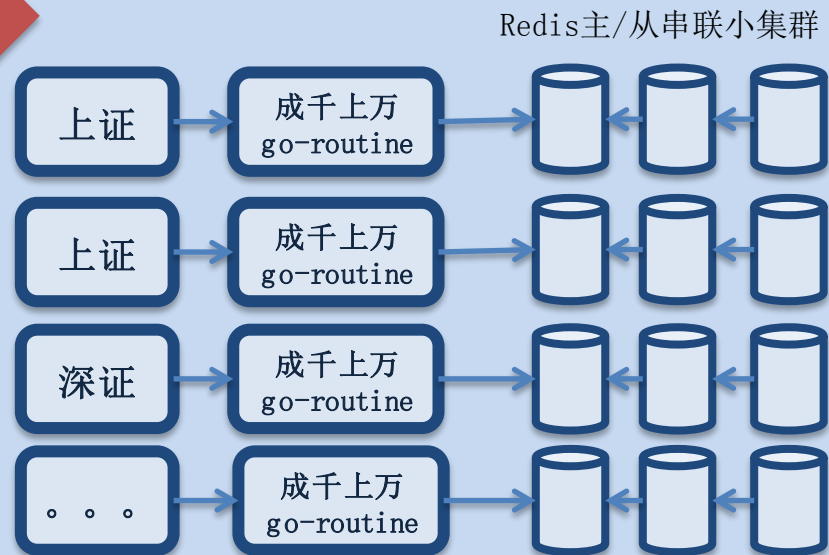 Redis主/从串联小集群
上证
成千上万
go-routine
上证
成千上万
go-routine
深证
成千上万
go-routine
。。。
成千上万
go-routine